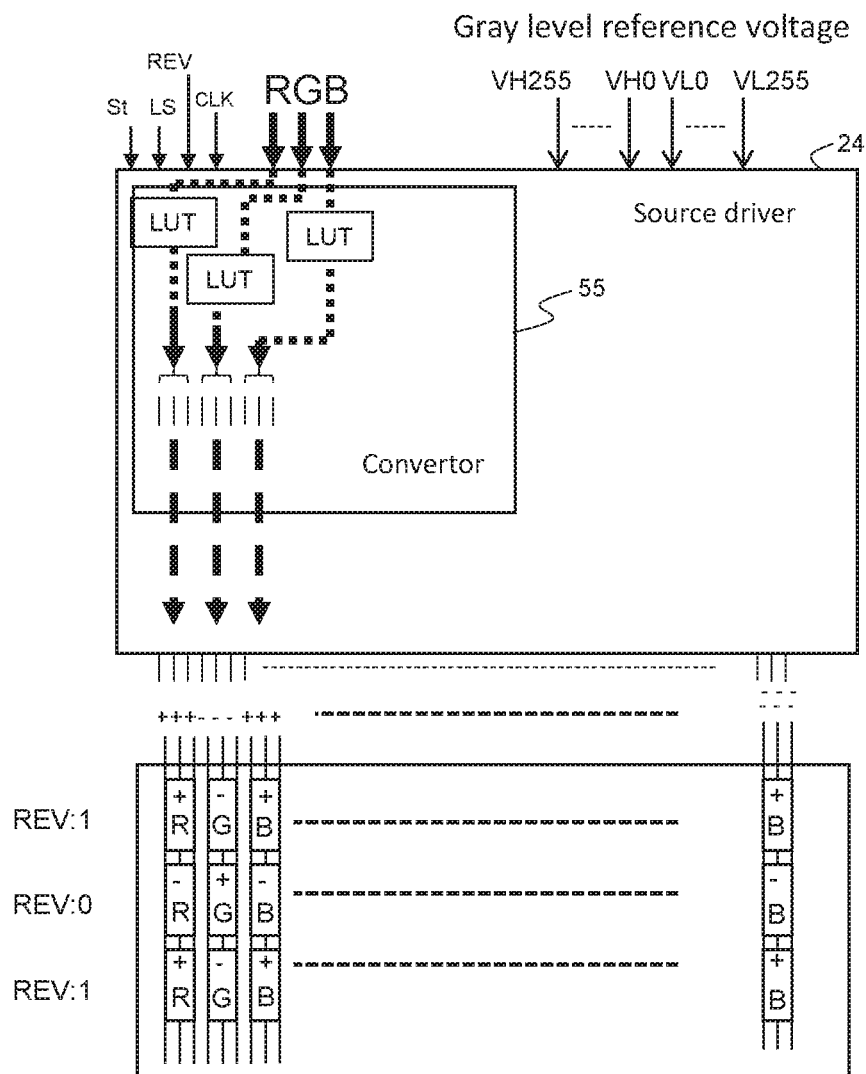 Gray level reference voltage
REV
RGB
VH255 VH0 VL0 VL255
St LS CLK
24
Source driver
LUT
LUT
LUT
55
Convertor
+++---+++
---
---
REV:1
+ - + +
R G B B
REV:0
- + - -
R G B B
REV:1
+ - + +
R G B B